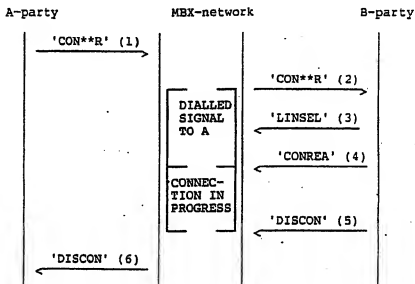 A-party MBX-network B-party
'CON**R' (1)
'CON**R' (2)
DIALLED
SIGNAL
TO A
'LINSEL' (3)
'CONREA' (4)
CONNEC-
TION IN
PROGRESS
'DISCON' (5)
'DISCON' (6)